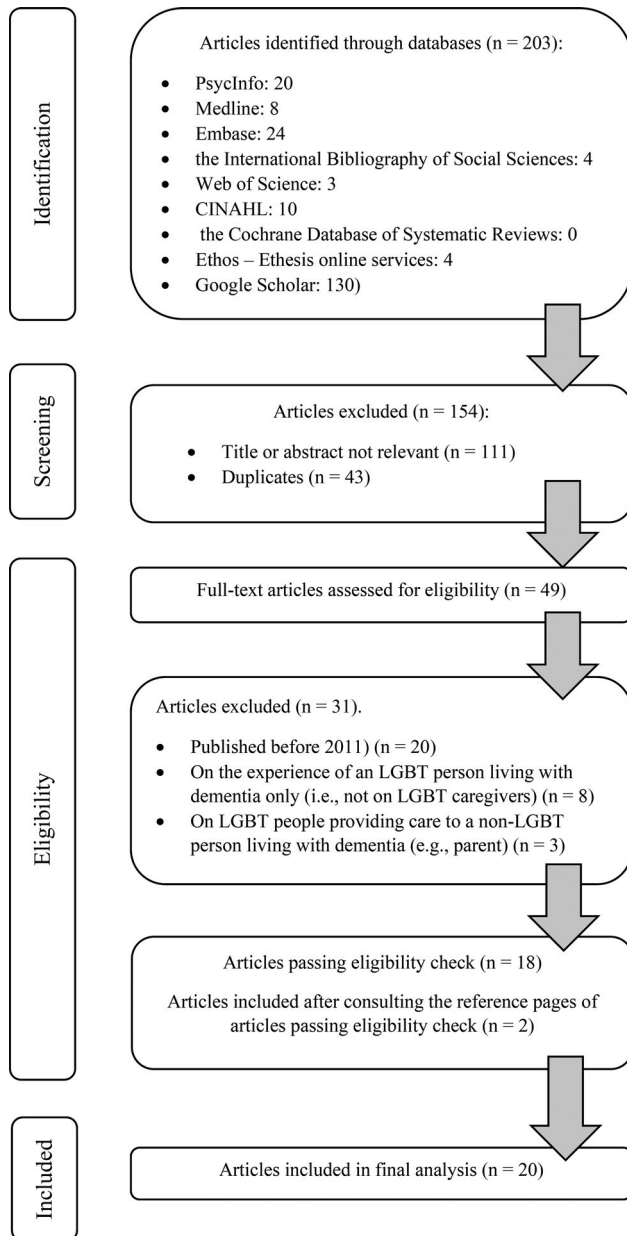 Identification
Articles identified through databases (n = 203):
• PsycInfo: 20
• Medline: 8
• Embase: 24
• the International Bibliography of Social Sciences: 4
• Web of Science: 3
• CINAHL: 10
• the Cochrane Database of Systematic Reviews: 0
• Ethos – Ethesis online services: 4
• Google Scholar: 130)
Screening
Articles excluded (n = 154):
• Title or abstract not relevant (n = 111)
• Duplicates (n = 43)
Eligibility
Full-text articles assessed for eligibility (n = 49)
Articles excluded (n = 31).
• Published before 2011) (n = 20)
• On the experience of an LGBT person living with
dementia only (i.e., not on LGBT caregivers) (n = 8)
• On LGBT people providing care to a non-LGBT
person living with dementia (e.g., parent) (n = 3)
Articles passing eligibility check (n = 18)
Articles included after consulting the reference pages of
articles passing eligibility check (n = 2)
Included
Articles included in final analysis (n = 20)